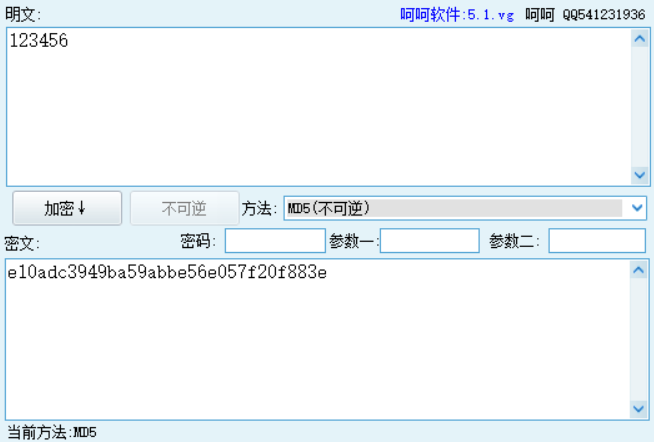 明文: 呵呵软件:5.1.vg 呵呵 QQ541231936
123456
加密↓ 不可逆 方法: MD5(不可逆)
密文: 密码: 参数一: 参数二:
e10adc3949ba59abbe56e057f20f883e
当前方法:MD5